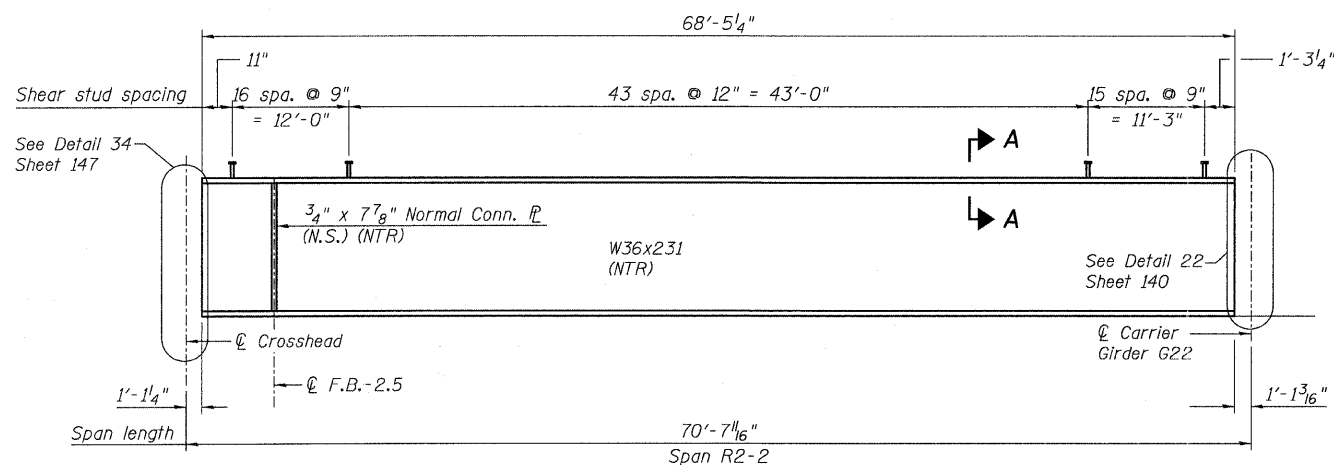 68'-5¼"
11"
1'-3¼"
Shear stud spacing
16 spa. @ 9"
= 12'-0"
43 spa. @ 12" = 43'-0"
15 spa. @ 9"
= 11'-3"
See Detail 34
Sheet 147
A
A
¾" x 7⅞" Normal Conn. ℄
(N.S.) (NTR)
W36x231
(NTR)
See Detail 22
Sheet 140
℄ Crosshead
℄ Carrier
Girder G22
℄ F.B.-2.5
1'-1¼"
1'-1³⁄₁₆"
Span length
70'-7¹¹⁄₁₆"
Span R2-2